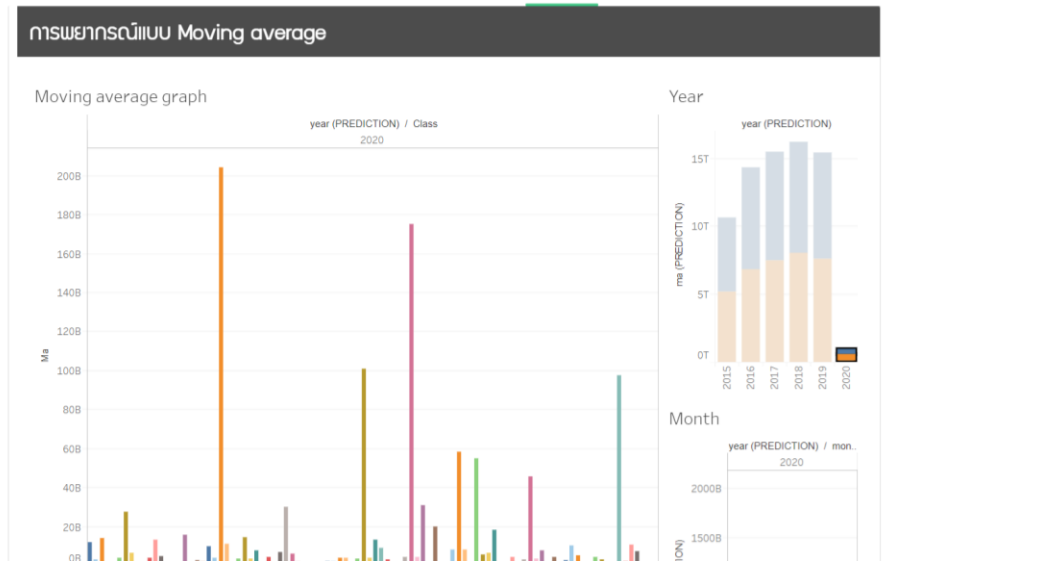 การพยากรณ์แบบ Moving average
Moving average graph
year (PREDICTION) / Class
2020
200B
180B
160B
140B
120B
100B
80B
60B
40B
20B
0B
Ma
Year
year (PREDICTION)
15T
10T
5T
0T
ma (PREDICTION)
2015
2016
2017
2018
2019
2020
Month
year (PREDICTION) / mon..
2020
2000B
1500B
ION)